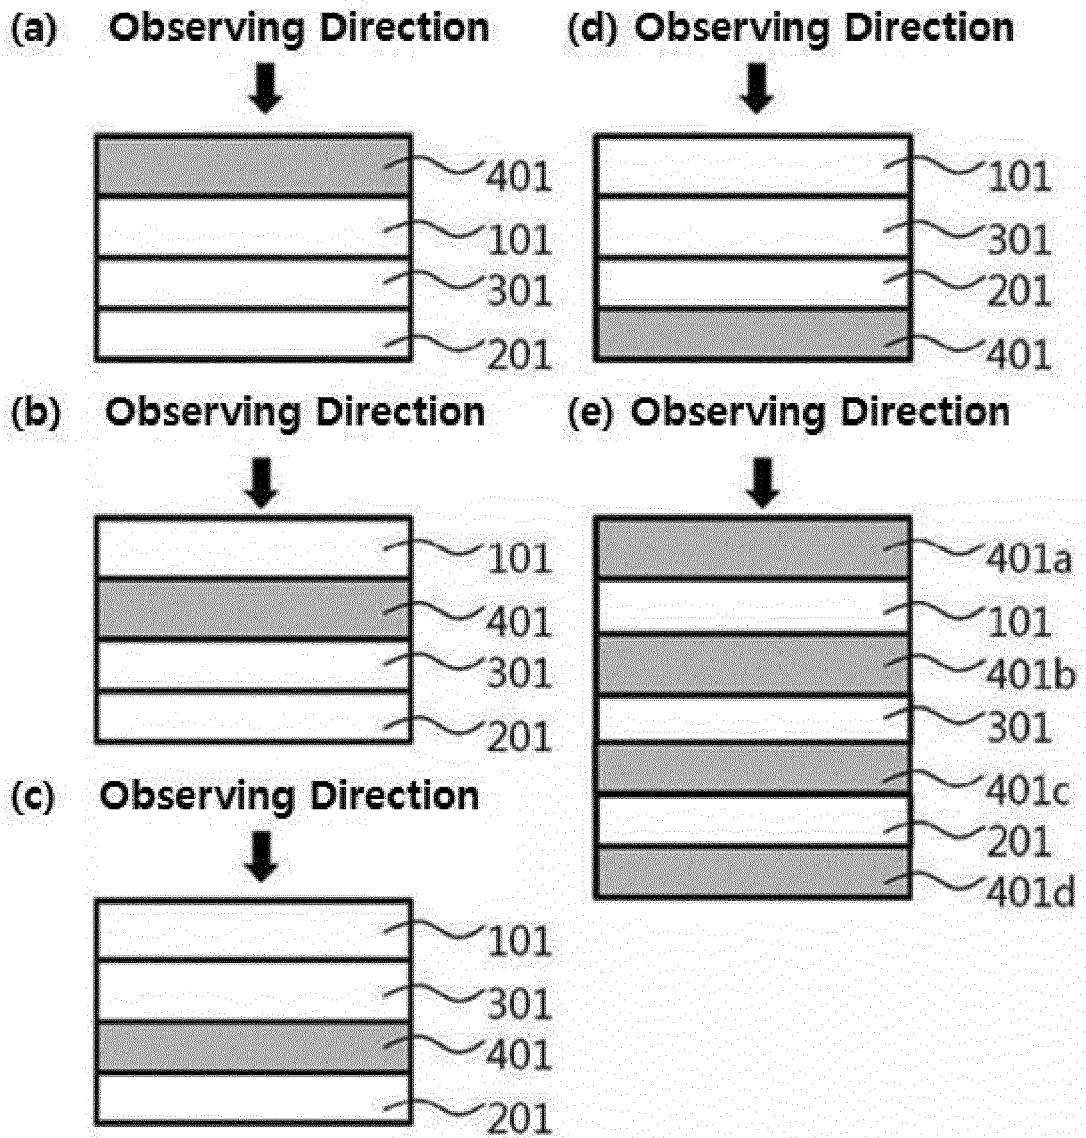 (a) Observing Direction
401
101
301
201
(b) Observing Direction
101
401
301
201
(c) Observing Direction
101
301
401
201
(d) Observing Direction
101
301
201
401
(e) Observing Direction
401a
101
401b
301
401c
201
401d